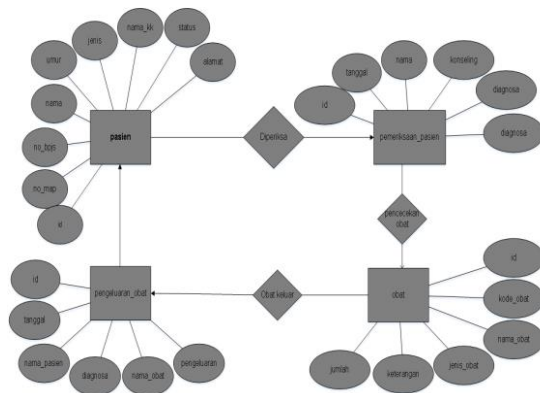 nama_kk
status
jenis
umur
alamat
nama
no_bpjs
no_map
id
pasien
Diperiksa
nama
konseling
tanggal
diagnosa
id
diagnosa
pemeriksaan_pasien
pencecekan
obat
id
kode_obat
nama_obat
jenis_obat
keterangan
jumlah
obat
Obat keluar
pengeluaran_obat
id
tanggal
nama_pasien
diagnosa
nama_obat
pengeluaran